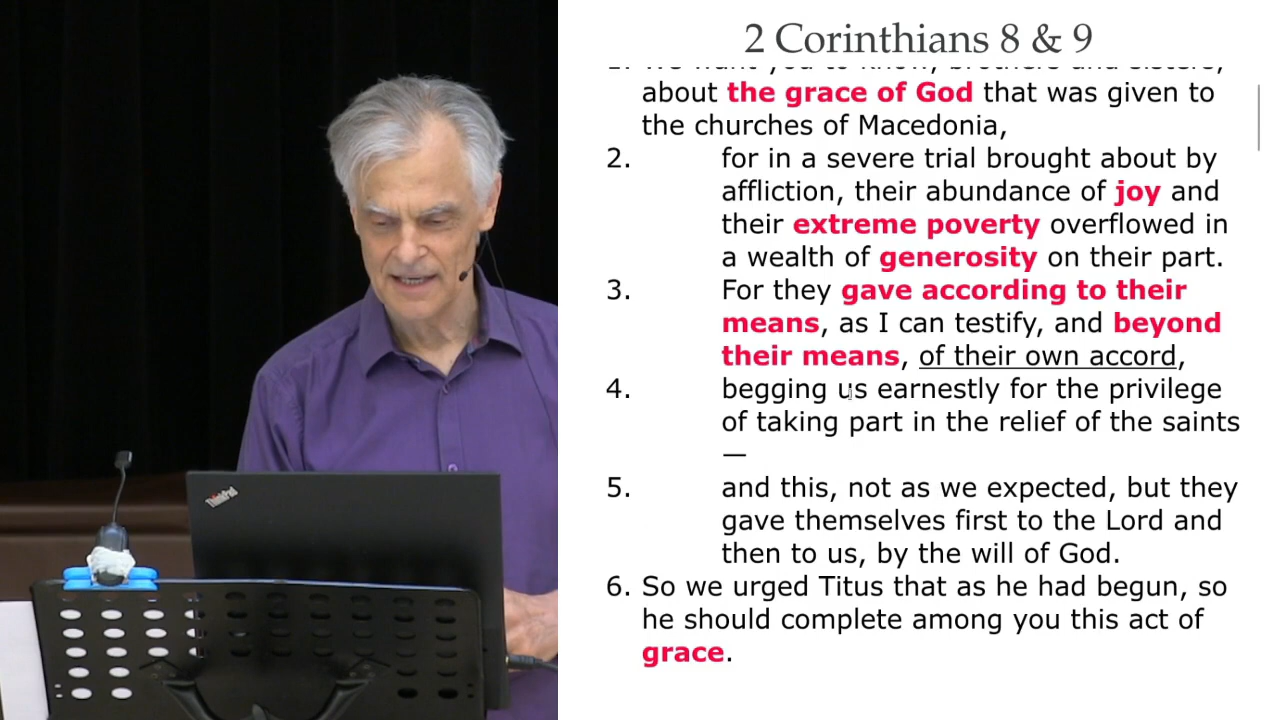 2 Corinthians 8 & 9
about the grace of God that was given to
the churches of Macedonia,
2. for in a severe trial brought about by
affliction, their abundance of joy and
their extreme poverty overflowed in
a wealth of generosity on their part.
3. For they gave according to their
means, as I can testify, and beyond
their means, of their own accord,
4. begging us earnestly for the privilege
of taking part in the relief of the saints
—
5. and this, not as we expected, but they
gave themselves first to the Lord and
then to us, by the will of God.
6. So we urged Titus that as he had begun, so
he should complete among you this act of
grace.
ThinkPad